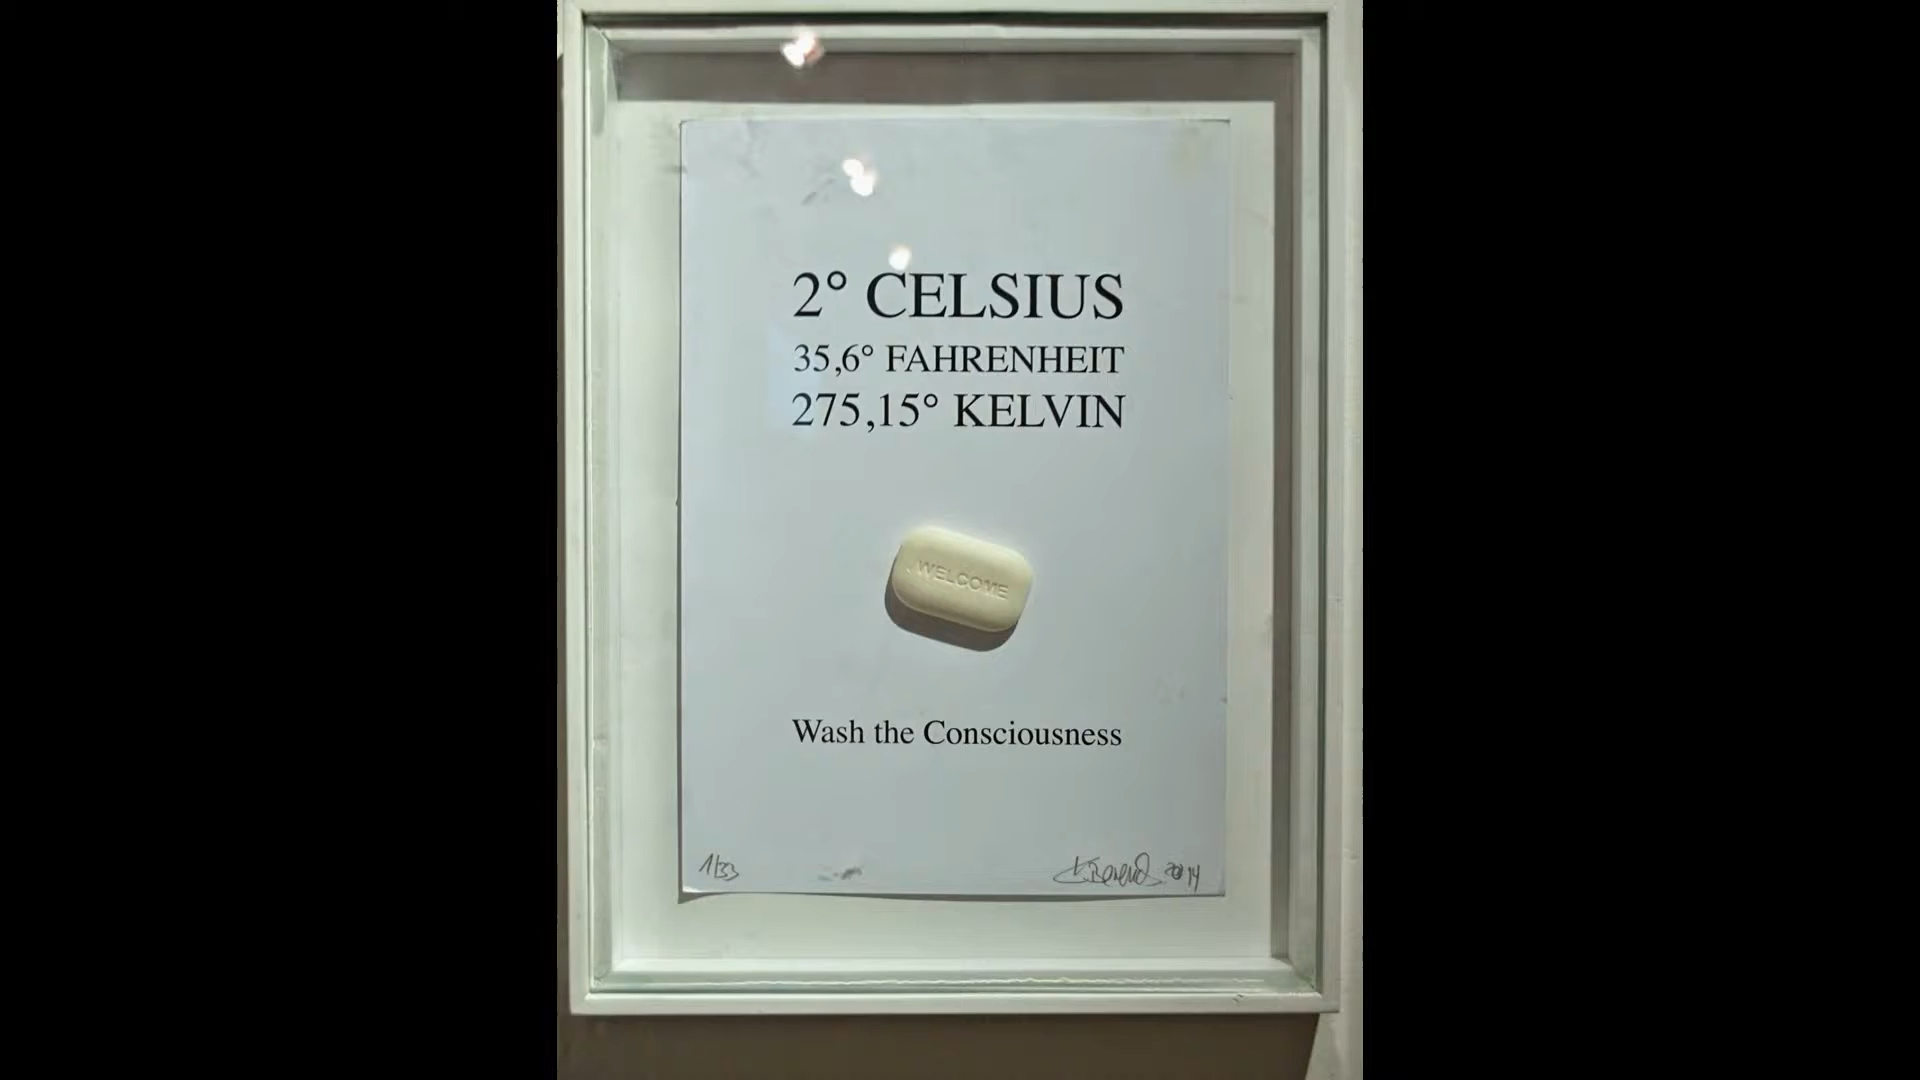 2° CELSIUS
35,6° FAHRENHEIT
275,15° KELVIN
WELCOME
Wash the Consciousness
1/33
2014